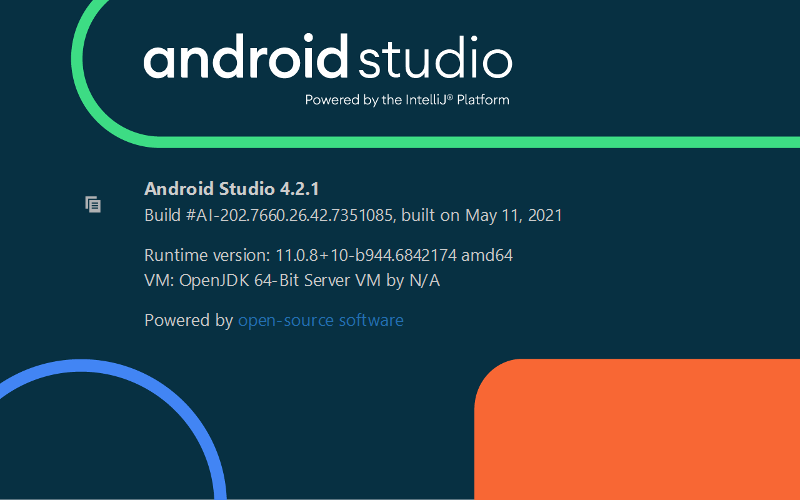 android studio
Powered by the IntelliJ® Platform
Android Studio 4.2.1
Build #AI-202.7660.26.42.7351085, built on May 11, 2021
Runtime version: 11.0.8+10-b944.6842174 amd64
VM: OpenJDK 64-Bit Server VM by N/A
Powered by open-source software